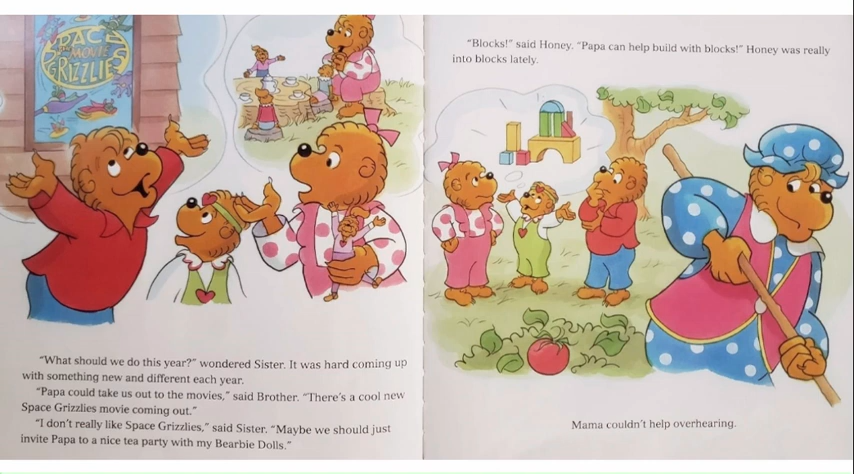 SPACE
THE MOVIE
GRIZZLIES
"What should we do this year?" wondered Sister. It was hard coming up
with something new and different each year.
"Papa could take us out to the movies," said Brother. "There's a cool new
Space Grizzlies movie coming out."
"I don't really like Space Grizzlies," said Sister. "Maybe we should just
invite Papa to a nice tea party with my Bearbie Dolls."
"Blocks!" said Honey. "Papa can help build with blocks!" Honey was really
into blocks lately.
Mama couldn't help overhearing.